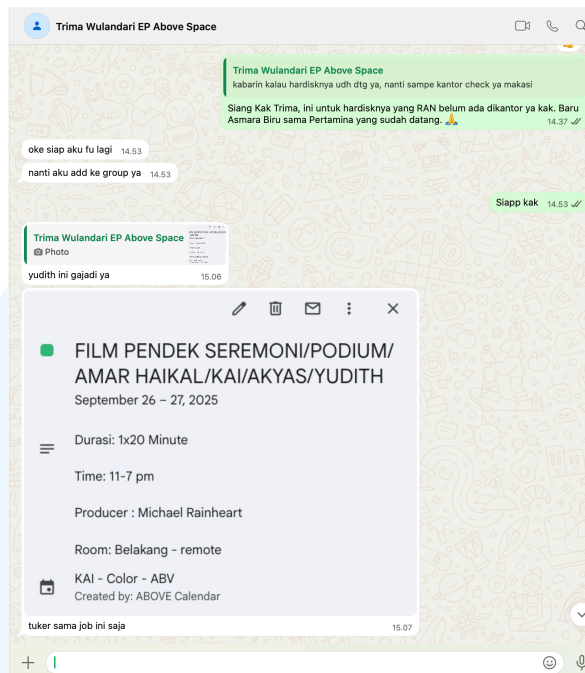 Trima Wulandari EP Above Space
Trima Wulandari EP Above Space
kabarin kalau hardisknya udh dtg ya, nanti sampe kantor check ya makasi
Siang Kak Trima, ini untuk hardisknya yang RAN belum ada dikantor ya kak. Baru
Asmara Biru sama Pertamina yang sudah datang. 🙏
14.37
oke siap aku fu lagi 14.53
nanti aku add ke group ya 14.53
Siapp kak 14.53
Trima Wulandari EP Above Space
Photo
yudith ini gajadi ya
15.06
FILM PENDEK SEREMONI/PODIUM/
AMAR HAIKAL/KAI/AKYAS/YUDITH
September 26 – 27, 2025
Durasi: 1x20 Minute
Time: 11-7 pm
Producer : Michael Rainheart
Room: Belakang - remote
KAI - Color - ABV
Created by: ABOVE Calendar
tuker sama job ini saja
15.07